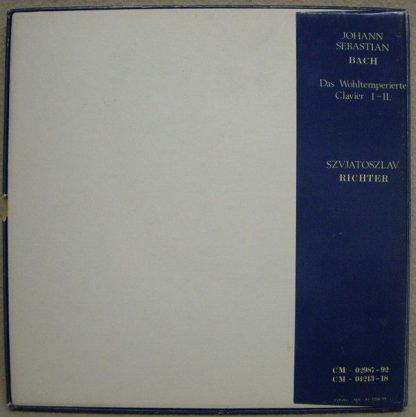 JOHANN
SEBASTIAN
BACH
Das Wohltemperierte
Clavier I-II.
SZVJATOSZLAV
RICHTER
CM - 02987-92
CM - 04213-18